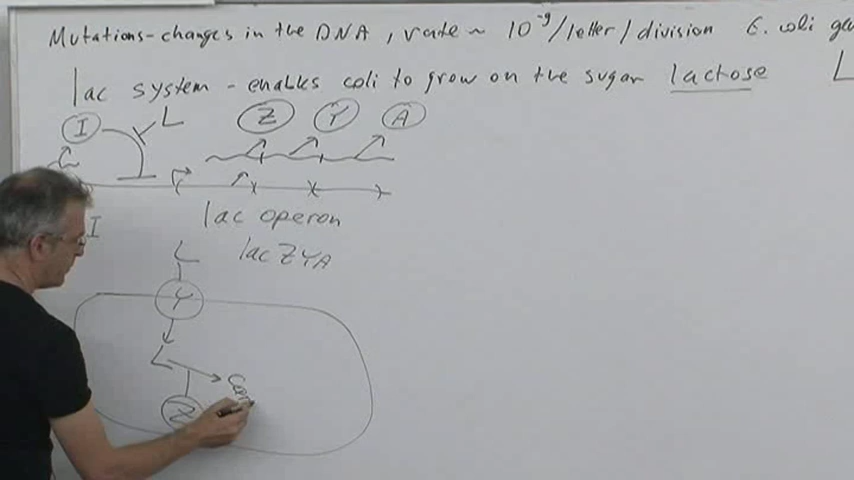 Mutations - changes in the DNA, rate ~ 10⁻⁹/letter/division E. coli
lac system - enables coli to grow on the sugar lactose L
I L Z Y A
lac operon
I
lac ZYA
L
Y
L
Z